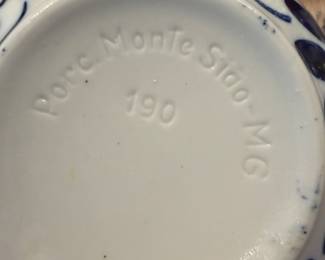 Porc. Monte Sião - MG
190